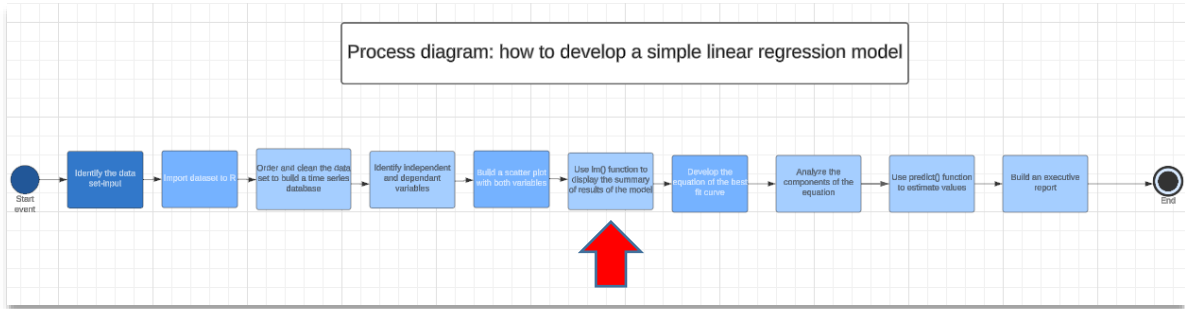 Process diagram: how to develop a simple linear regression model
Start
event
Identify the data
set-input
Import dataset to R
Order and clean the data
set to build a time series
database
Identify independent
and dependant
variables
Build a scatter plot
with both variables
Use lm() function to
display the summary
of results of the model
Develop the
equation of the best
fit curve
Analyze the
components of the
equation
Use predict() function
to estimate values
Build an executive
report
End